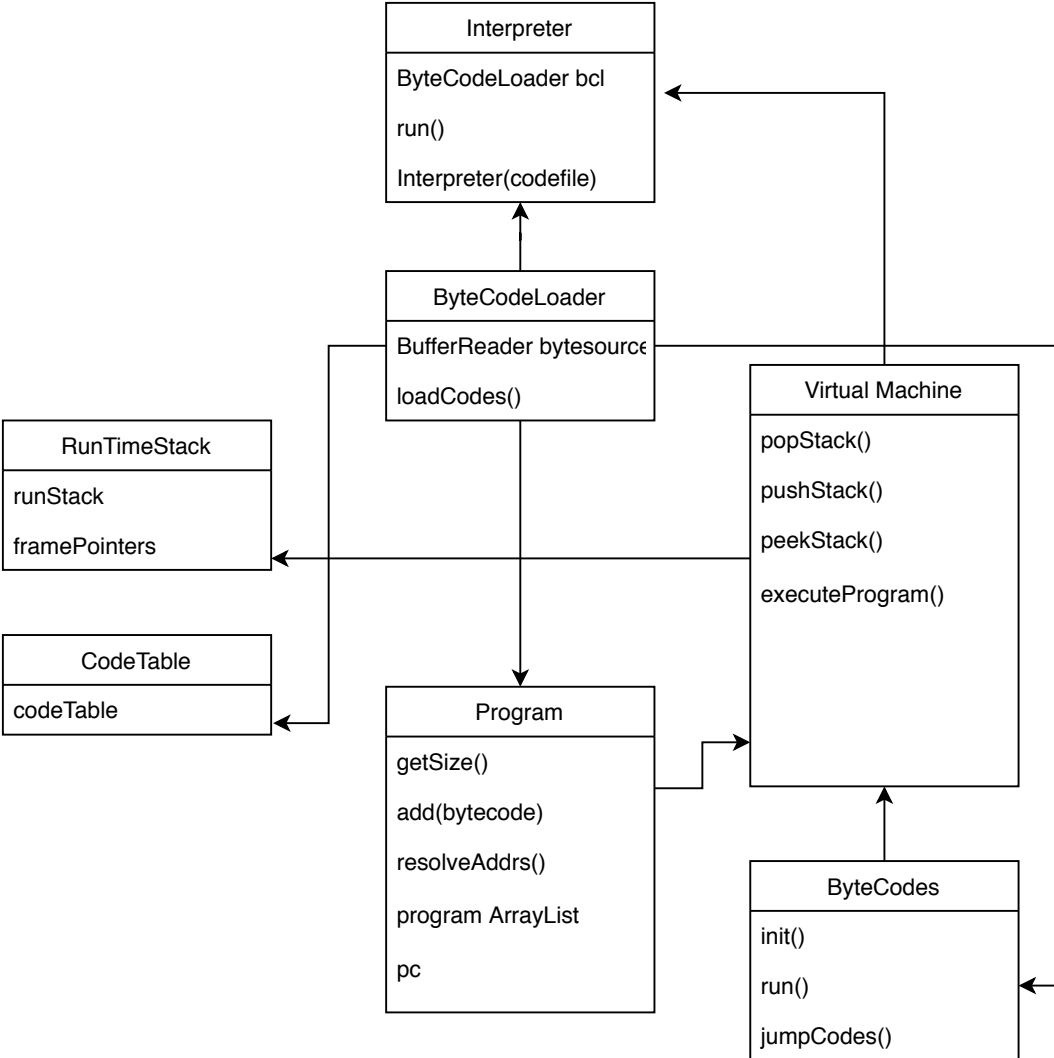 Interpreter
ByteCodeLoader bcl
run()
Interpreter(codefile)
ByteCodeLoader
BufferReader bytesource
loadCodes()
Virtual Machine
popStack()
pushStack()
peekStack()
executeProgram()
RunTimeStack
runStack
framePointers
CodeTable
codeTable
Program
getSize()
add(bytecode)
resolveAddrs()
program ArrayList
pc
ByteCodes
init()
run()
jumpCodes()